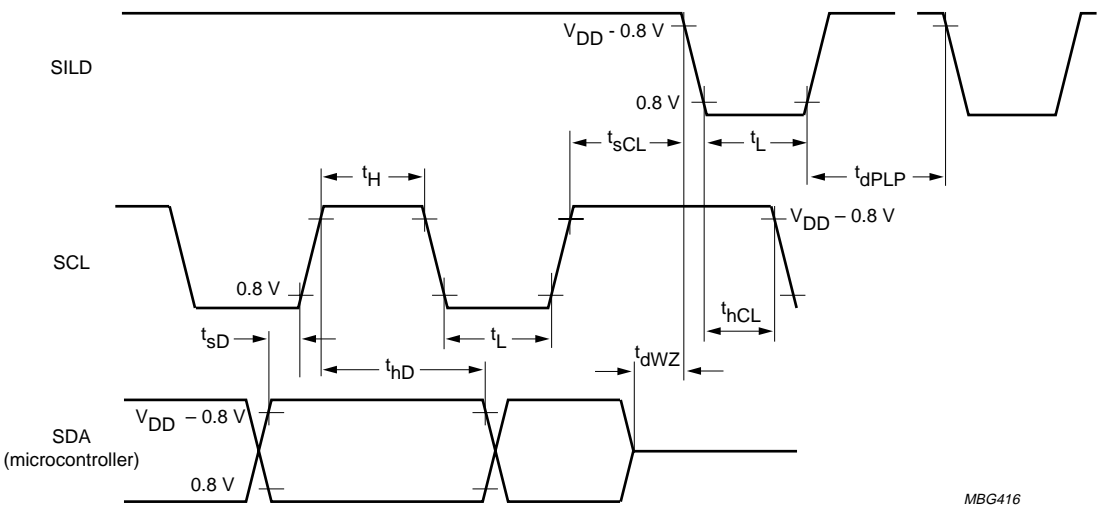 V_DD - 0.8 V
SILD
0.8 V
t_sCL
t_L
t_H
t_dPLP
V_DD – 0.8 V
SCL
0.8 V
t_hCL
t_sD
t_L
t_dWZ
t_hD
V_DD – 0.8 V
SDA
(microcontroller)
0.8 V
MBG416